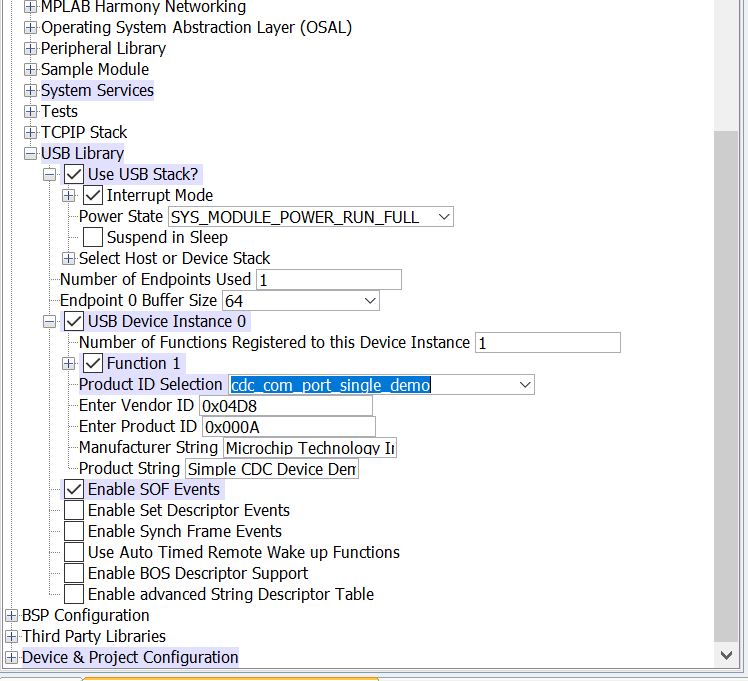 MPLAB Harmony Networking
Operating System Abstraction Layer (OSAL)
Peripheral Library
Sample Module
System Services
Tests
TCPIP Stack
USB Library
Use USB Stack?
Interrupt Mode
Power State SYS_MODULE_POWER_RUN_FULL
Suspend in Sleep
Select Host or Device Stack
Number of Endpoints Used 1
Endpoint 0 Buffer Size 64
USB Device Instance 0
Number of Functions Registered to this Device Instance 1
Function 1
Product ID Selection cdc_com_port_single_demo
Enter Vendor ID 0x04D8
Enter Product ID 0x000A
Manufacturer String Microchip Technology In
Product String Simple CDC Device Dem
Enable SOF Events
Enable Set Descriptor Events
Enable Synch Frame Events
Use Auto Timed Remote Wake up Functions
Enable BOS Descriptor Support
Enable advanced String Descriptor Table
BSP Configuration
Third Party Libraries
Device & Project Configuration